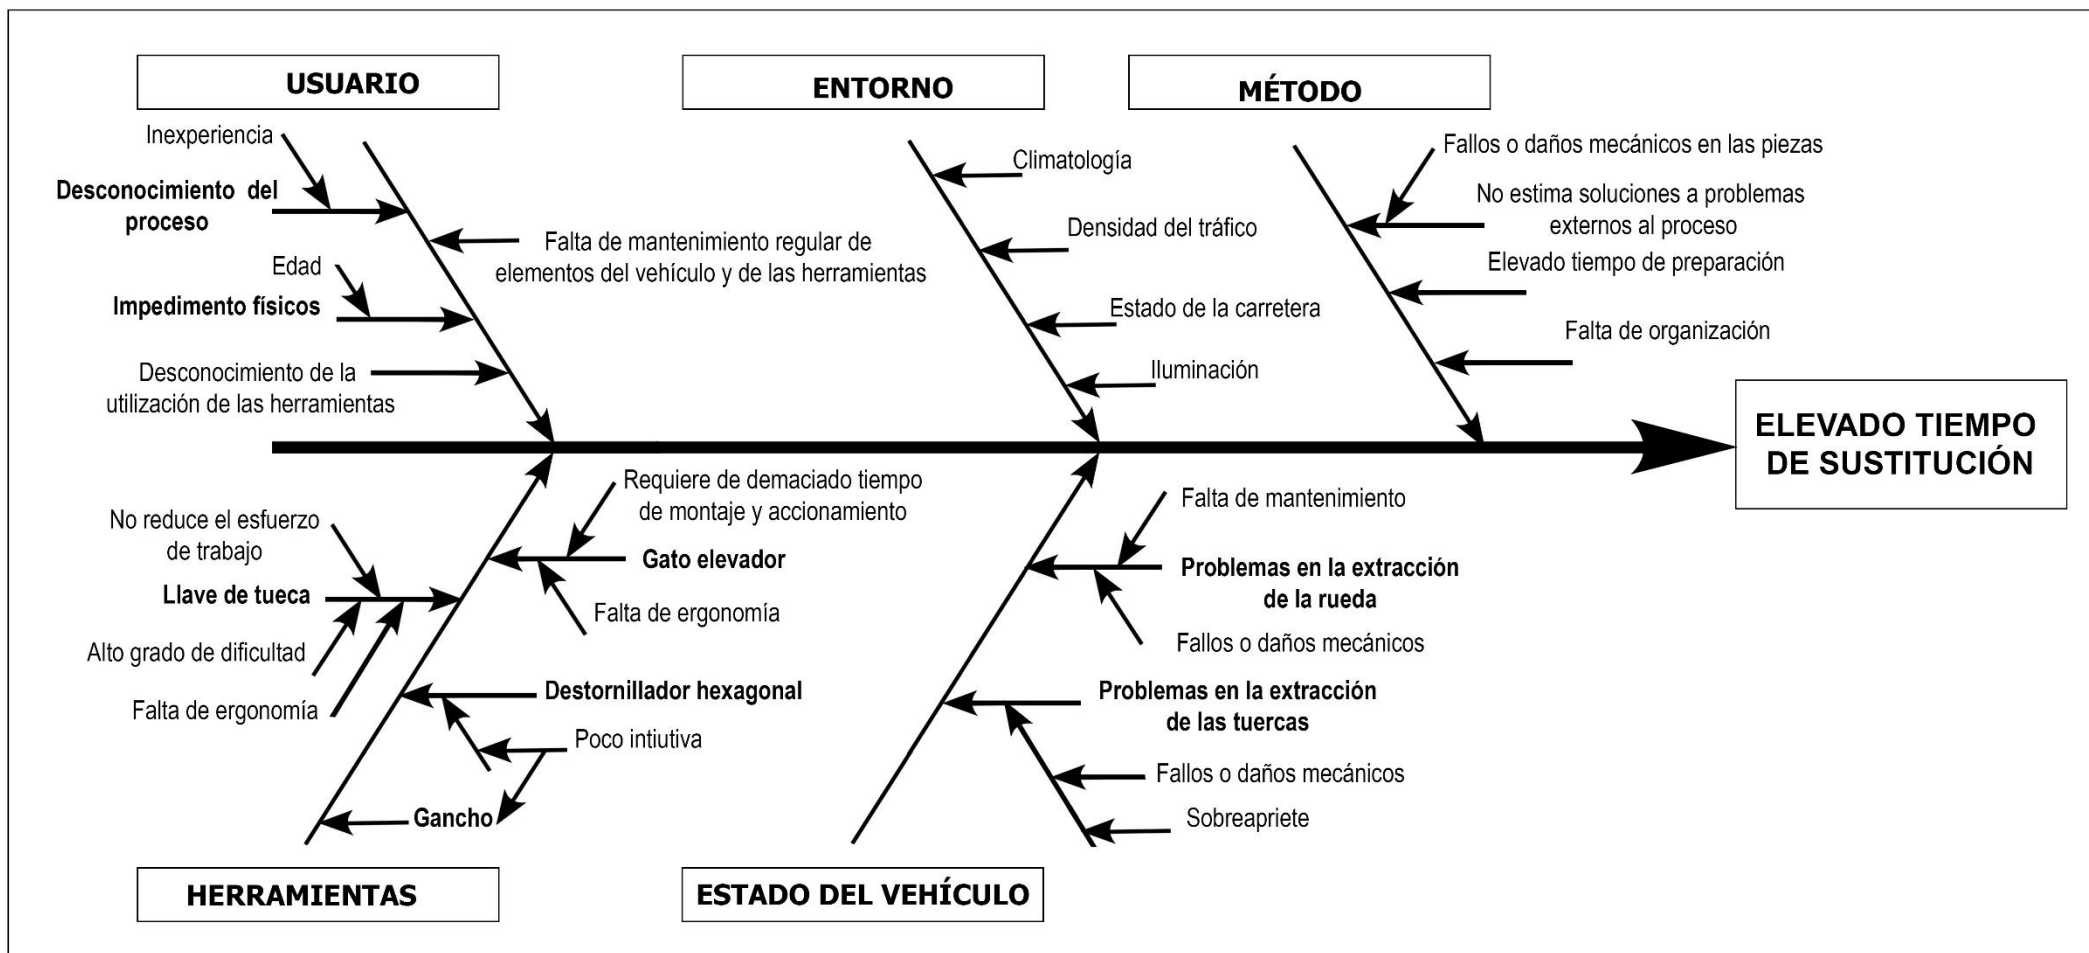 USUARIO
ENTORNO
MÉTODO
Inexperiencia
Desconocimiento del
proceso
Falta de mantenimiento regular de
elementos del vehículo y de las herramientas
Edad
Impedimento físicos
Desconocimiento de la
utilización de las herramientas
Climatología
Densidad del tráfico
Estado de la carretera
Iluminación
Fallos o daños mecánicos en las piezas
No estima soluciones a problemas
externos al proceso
Elevado tiempo de preparación
Falta de organización
ELEVADO TIEMPO
DE SUSTITUCIÓN
Requiere de demaciado tiempo
de montaje y accionamiento
No reduce el esfuerzo
de trabajo
Gato elevador
Llave de tueca
Falta de ergonomía
Alto grado de dificultad
Falta de ergonomía
Destornillador hexagonal
Poco intiutiva
Gancho
Falta de mantenimiento
Problemas en la extracción
de la rueda
Fallos o daños mecánicos
Problemas en la extracción
de las tuercas
Fallos o daños mecánicos
Sobreapriete
HERRAMIENTAS
ESTADO DEL VEHÍCULO